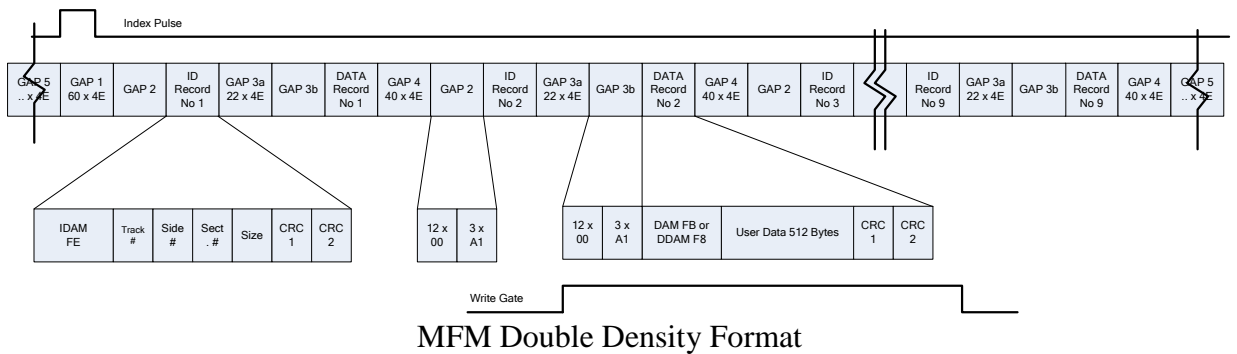 Index Pulse
GAP 5
.. x 4E
GAP 1
60 x 4E
GAP 2
ID
Record
No 1
GAP 3a
22 x 4E
GAP 3b
DATA
Record
No 1
GAP 4
40 x 4E
GAP 2
ID
Record
No 2
GAP 3a
22 x 4E
GAP 3b
DATA
Record
No 2
GAP 4
40 x 4E
GAP 2
ID
Record
No 3
ID
Record
No 9
GAP 3a
22 x 4E
GAP 3b
DATA
Record
No 9
GAP 4
40 x 4E
GAP 5
.. x 4E
IDAM
FE
Track
#
Side
#
Sect
. #
Size
CRC
1
CRC
2
12 x
00
3 x
A1
12 x
00
3 x
A1
DAM FB or
DDAM F8
User Data 512 Bytes
CRC
1
CRC
2
Write Gate
MFM Double Density Format